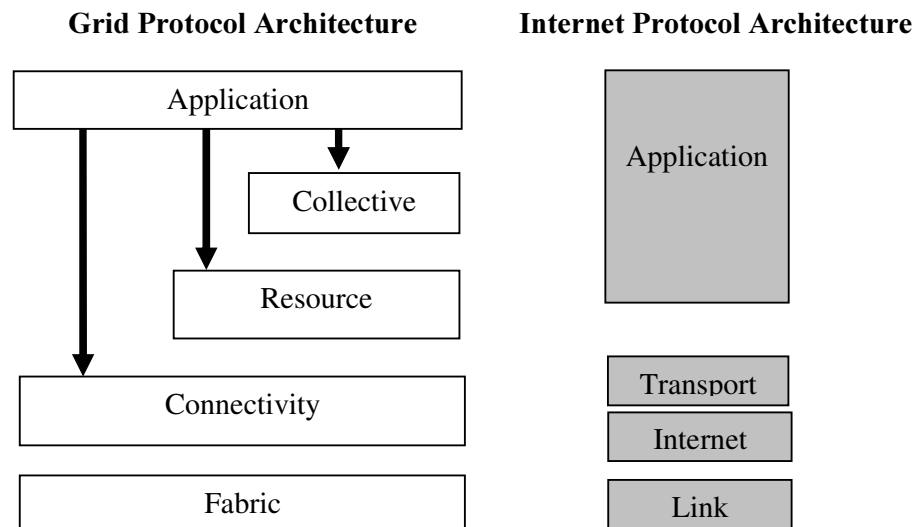 Grid Protocol Architecture
Application
Collective
Resource
Connectivity
Fabric
Internet Protocol Architecture
Application
Transport
Internet
Link